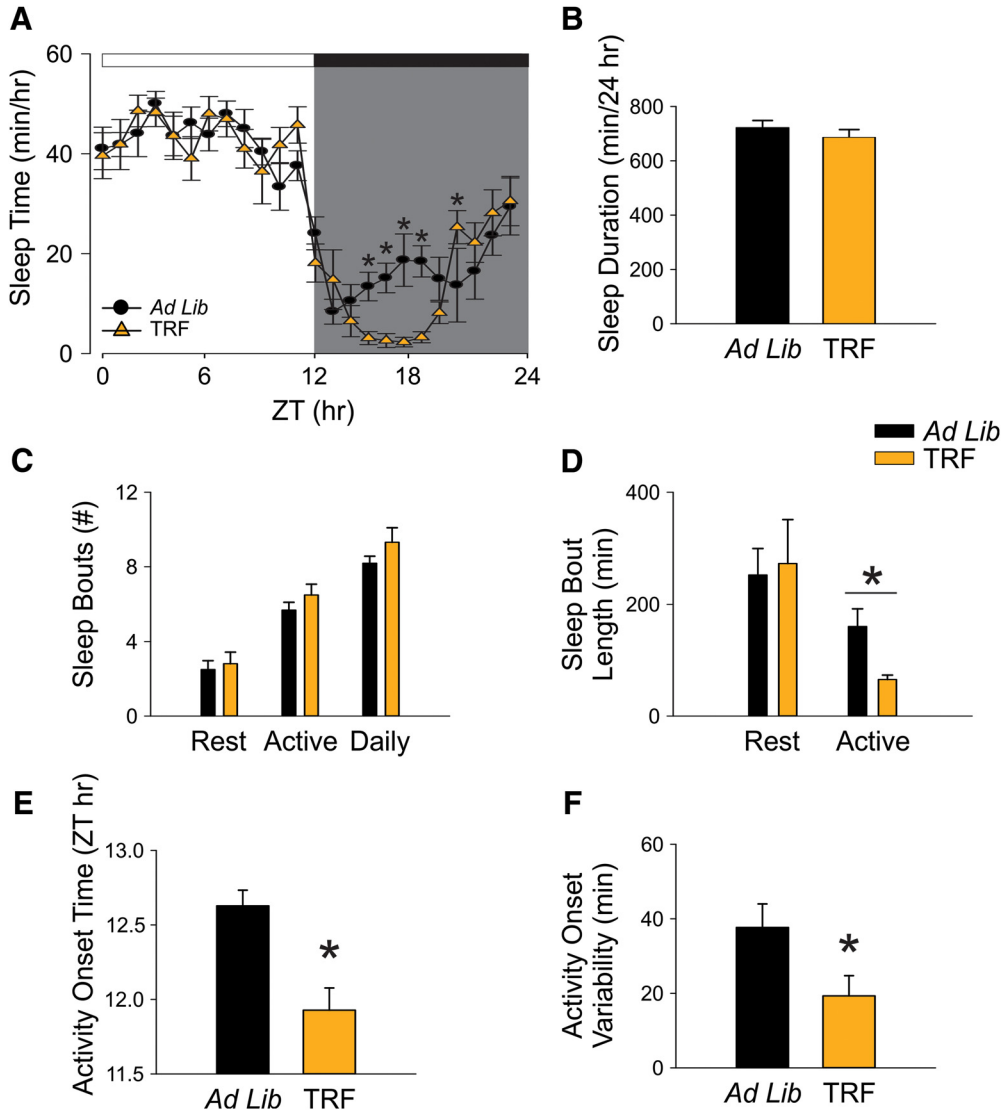 A
60
40
20
0
Sleep Time (min/hr)
*
*
*
*
*
Ad Lib
TRF
0 6 12 18 24
ZT (hr)
B
800
600
400
200
0
Sleep Duration (min/24 hr)
Ad Lib TRF
Ad Lib
TRF
C
12
8
4
0
Sleep Bouts (#)
Rest Active Daily
D
400
200
0
Sleep Bout
Length (min)
*
Rest Active
E
13.0
12.5
12.0
11.5
Activity Onset Time (ZT hr)
*
Ad Lib TRF
F
60
40
20
0
Activity Onset
Variability (min)
*
Ad Lib TRF